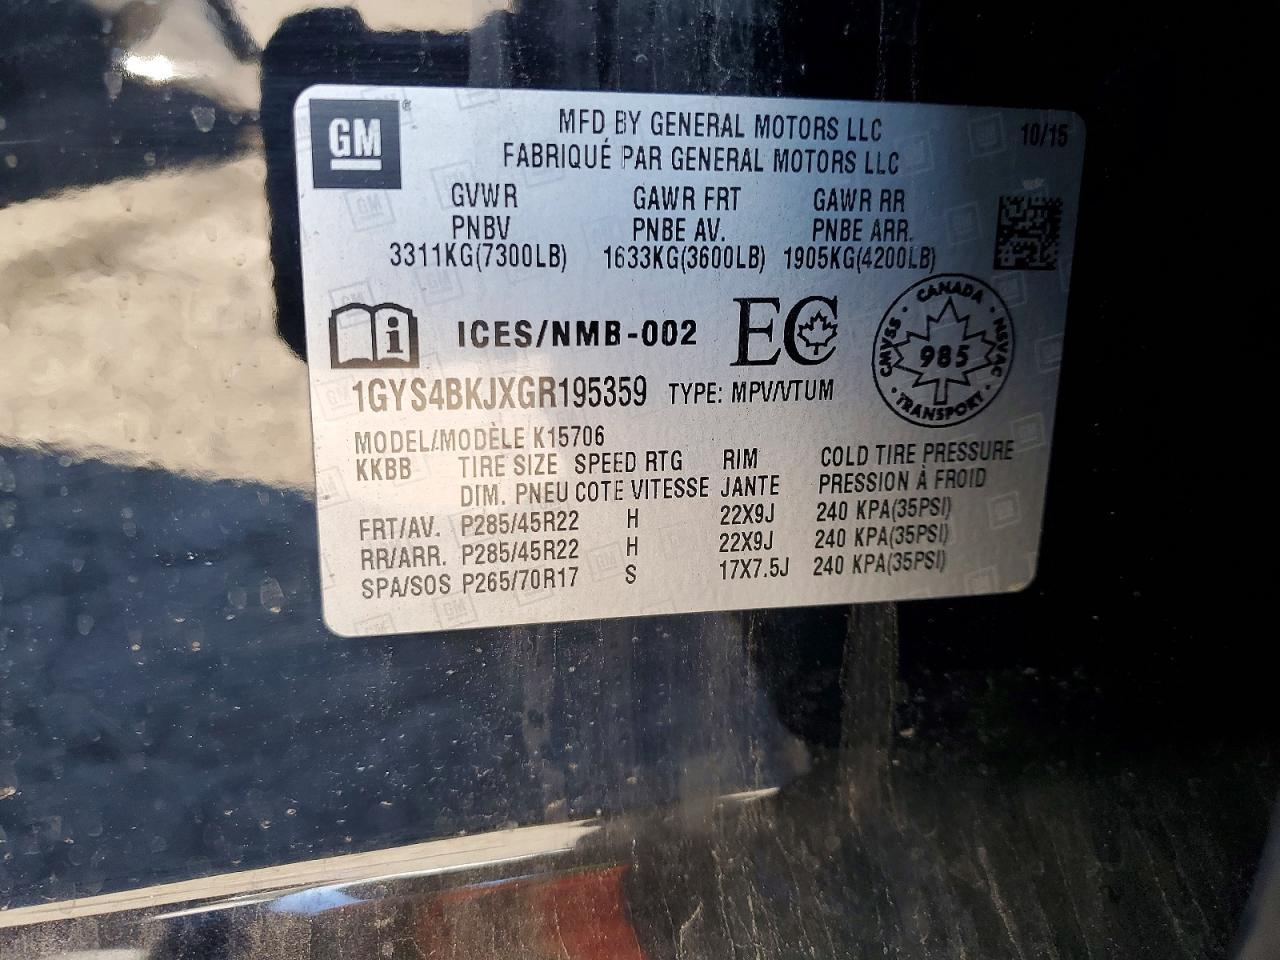 GM®
MFD BY GENERAL MOTORS LLC 10/15
FABRIQUÉ PAR GENERAL MOTORS LLC
GVWR GAWR FRT GAWR RR
PNBV PNBE AV. PNBE ARR.
3311KG(7300LB) 1633KG(3600LB) 1905KG(4200LB)
i ICES/NMB-002 EC
CANADA CMVSS NSVAC 985 TRANSPORT
1GYS4BKJXGR195359 TYPE: MPV/VTUM
MODEL/MODÈLE K15706
KKBB TIRE SIZE SPEED RTG RIM COLD TIRE PRESSURE
DIM. PNEU COTE VITESSE JANTE PRESSION À FROID
FRT/AV. P285/45R22 H 22X9J 240 KPA(35PSI)
RR/ARR. P285/45R22 H 22X9J 240 KPA(35PSI)
SPA/SOS P265/70R17 S 17X7.5J 240 KPA(35PSI)